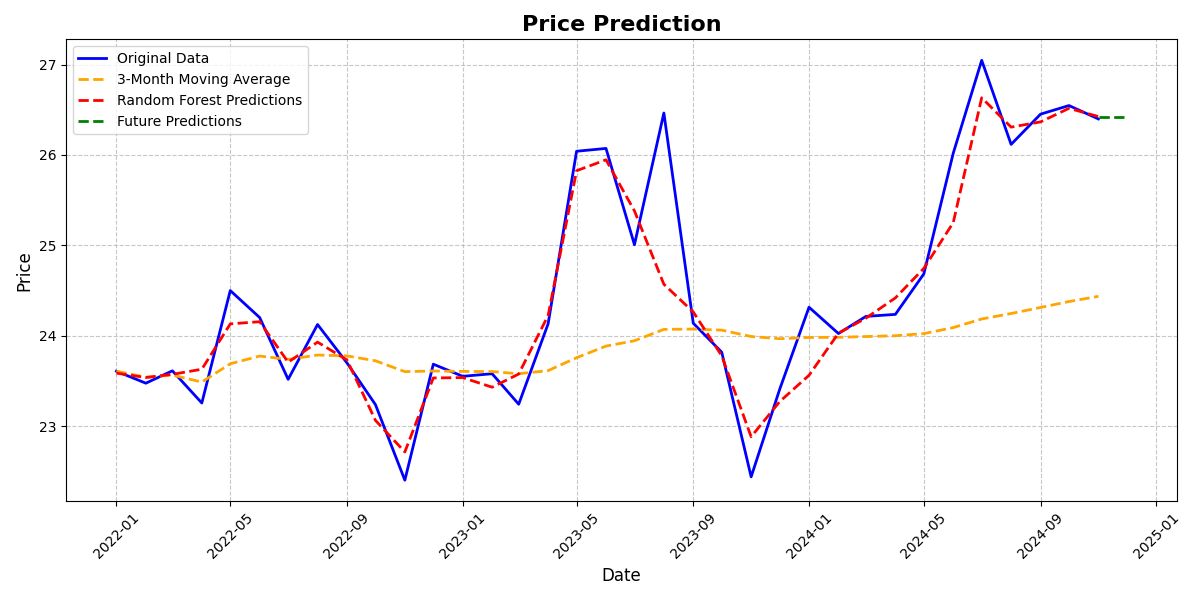 Price Prediction
Original Data
3-Month Moving Average
Random Forest Predictions
Future Predictions
Price
27
26
25
24
23
2022-01
2022-05
2022-09
2023-01
2023-05
2023-09
2024-01
2024-05
2024-09
2025-01
Date